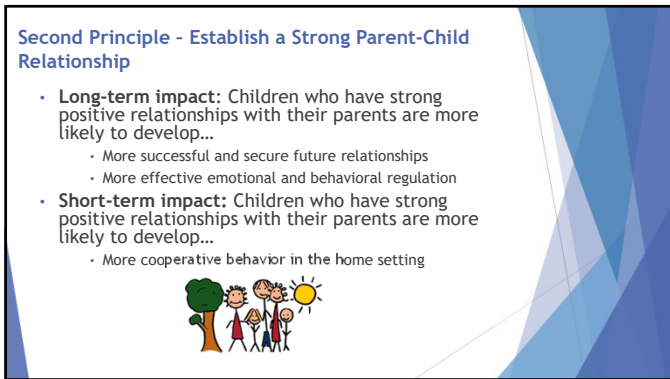 Second Principle – Establish a Strong Parent-Child
Relationship
• Long-term impact: Children who have strong
positive relationships with their parents are more
likely to develop…
• More successful and secure future relationships
• More effective emotional and behavioral regulation
• Short-term impact: Children who have strong
positive relationships with their parents are more
likely to develop…
• More cooperative behavior in the home setting